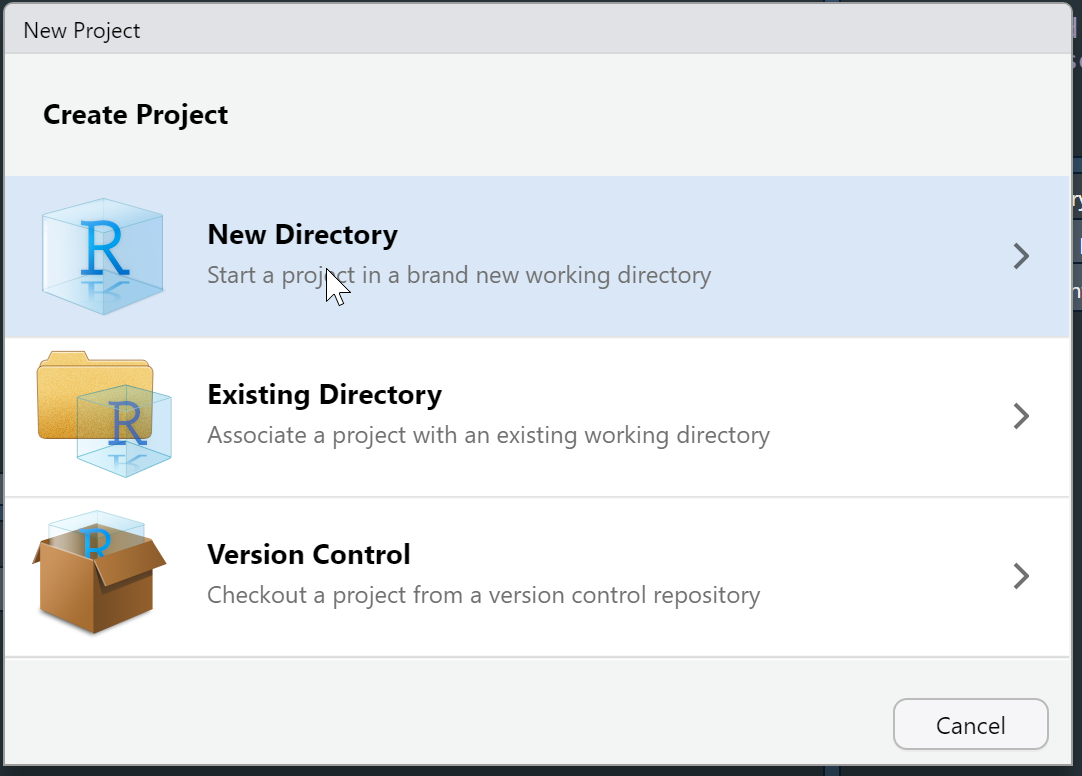 New Project
Create Project
R
New Directory
Start a project in a brand new working directory
R
Existing Directory
Associate a project with an existing working directory
R
Version Control
Checkout a project from a version control repository
Cancel